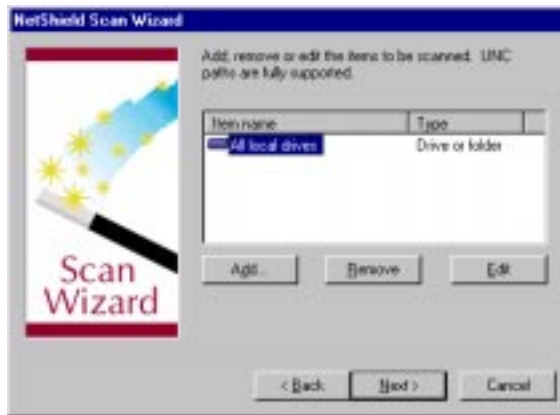 NetShield Scan Wizard
Add, remove or edit the items to be scanned. UNC
paths are fully supported.
Item name Type
All local drives Drive or folder
Scan
Wizard
Add... Remove Edit
< Back Next > Cancel